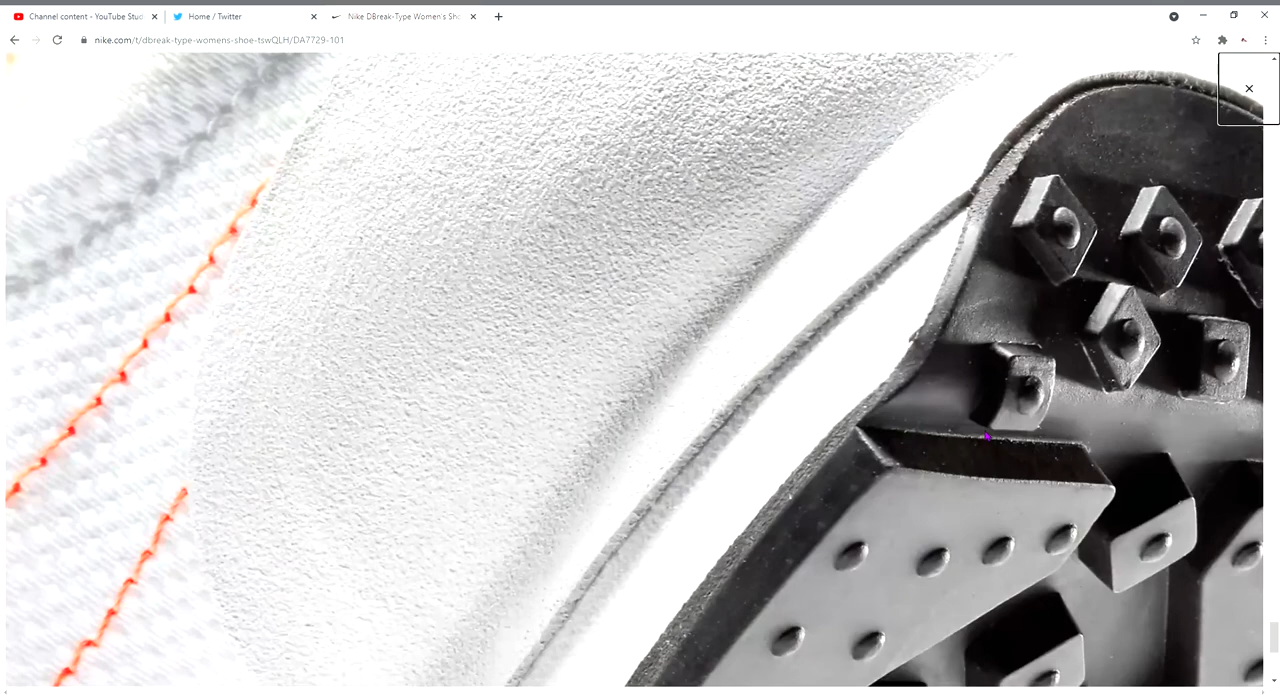 Channel content - YouTube Stud
Home / Twitter
Nike DBreak-Type Women's Sho
nike.com/t/dbreak-type-womens-shoe-tswQLH/DA7729-101